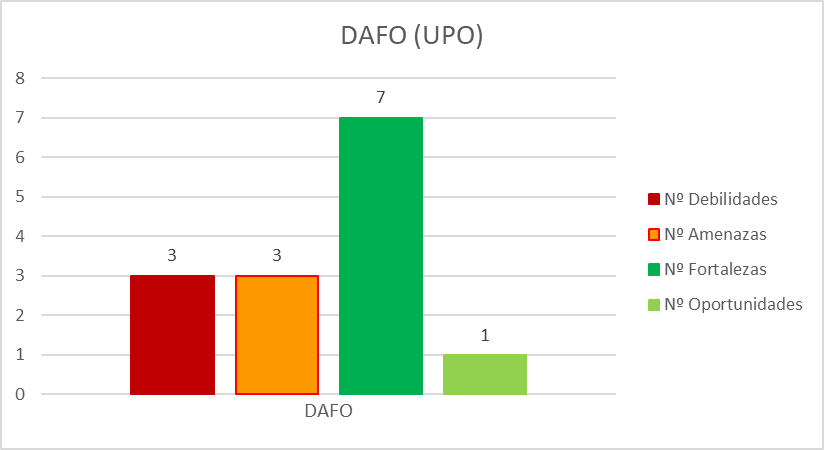 DAFO (UPO)
8
7
6
5
4
3
2
1
0
3
3
7
1
DAFO
Nº Debilidades
Nº Amenazas
Nº Fortalezas
Nº Oportunidades